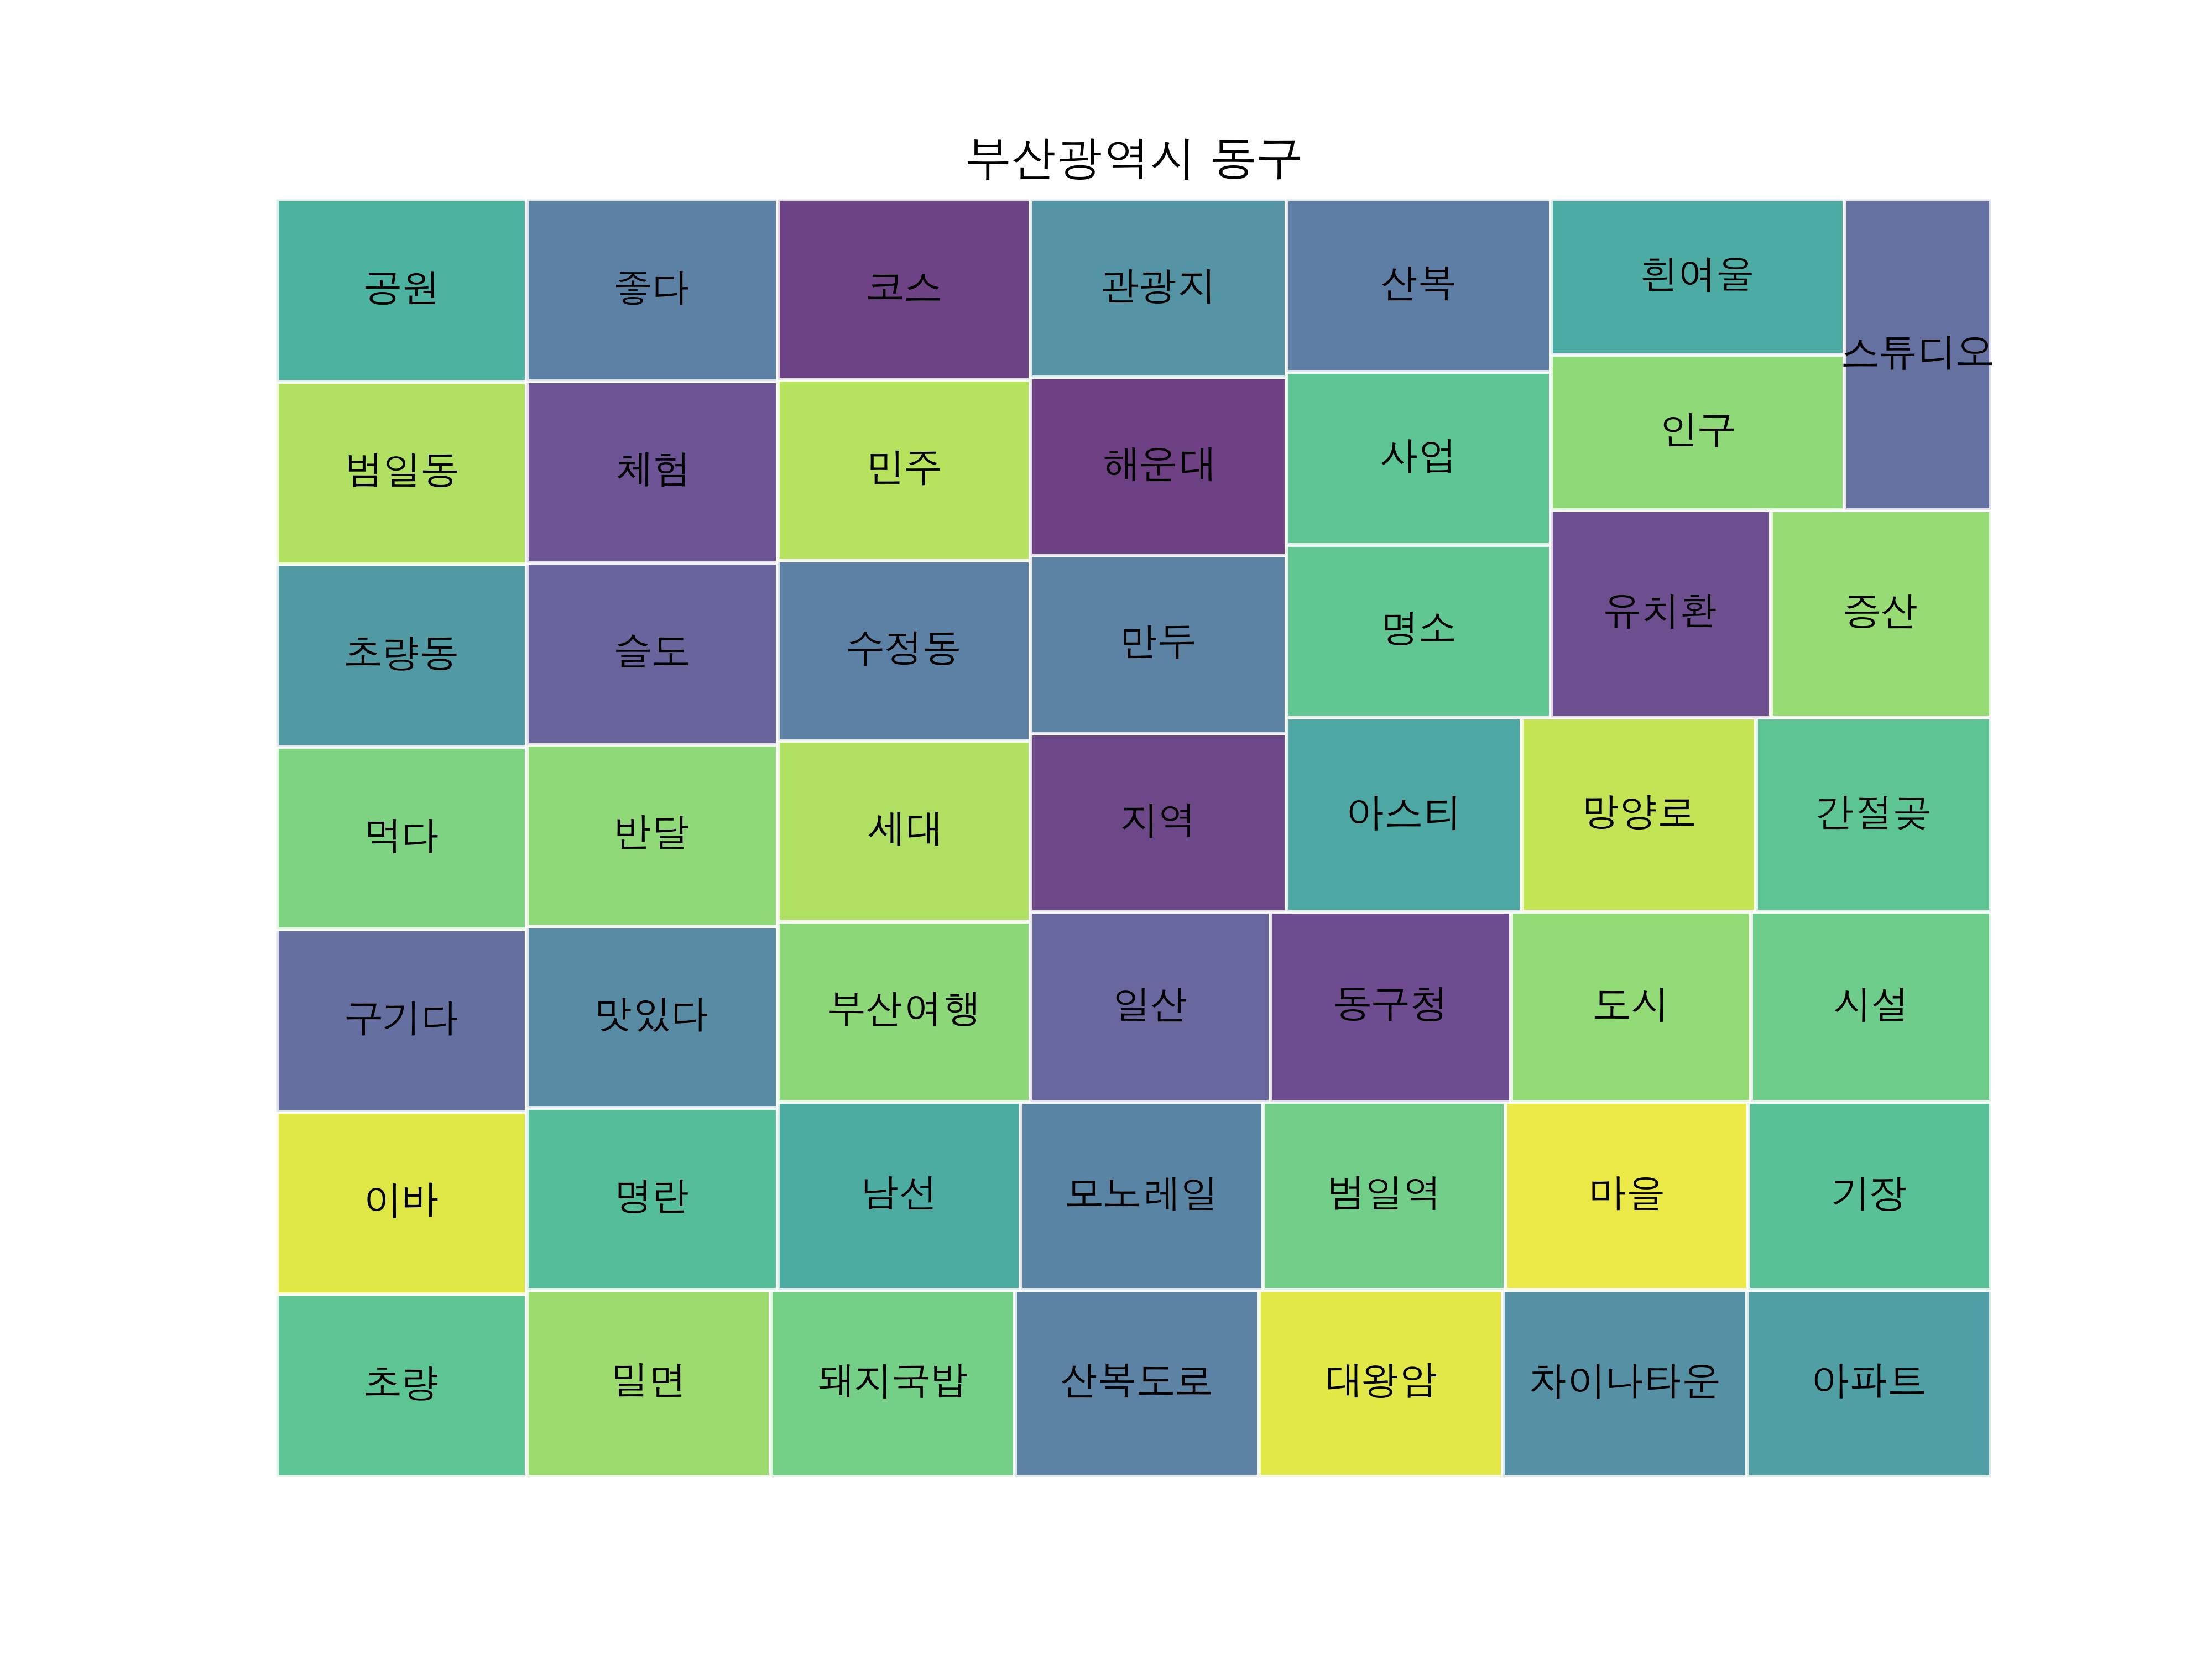 부산광역시 동구
공원
좋다
코스
관광지
산복
흰여울
스튜디오
인구
범일동
체험
민주
해운대
사업
초량동
슬도
수정동
만두
명소
유치환
증산
먹다
반달
세대
지역
아스티
망양로
간절곶
구기다
맛있다
부산여행
일산
동구청
도시
시설
이바
명란
남선
모노레일
범일역
마을
기장
초량
밀면
돼지국밥
산복도로
대왕암
차이나타운
아파트